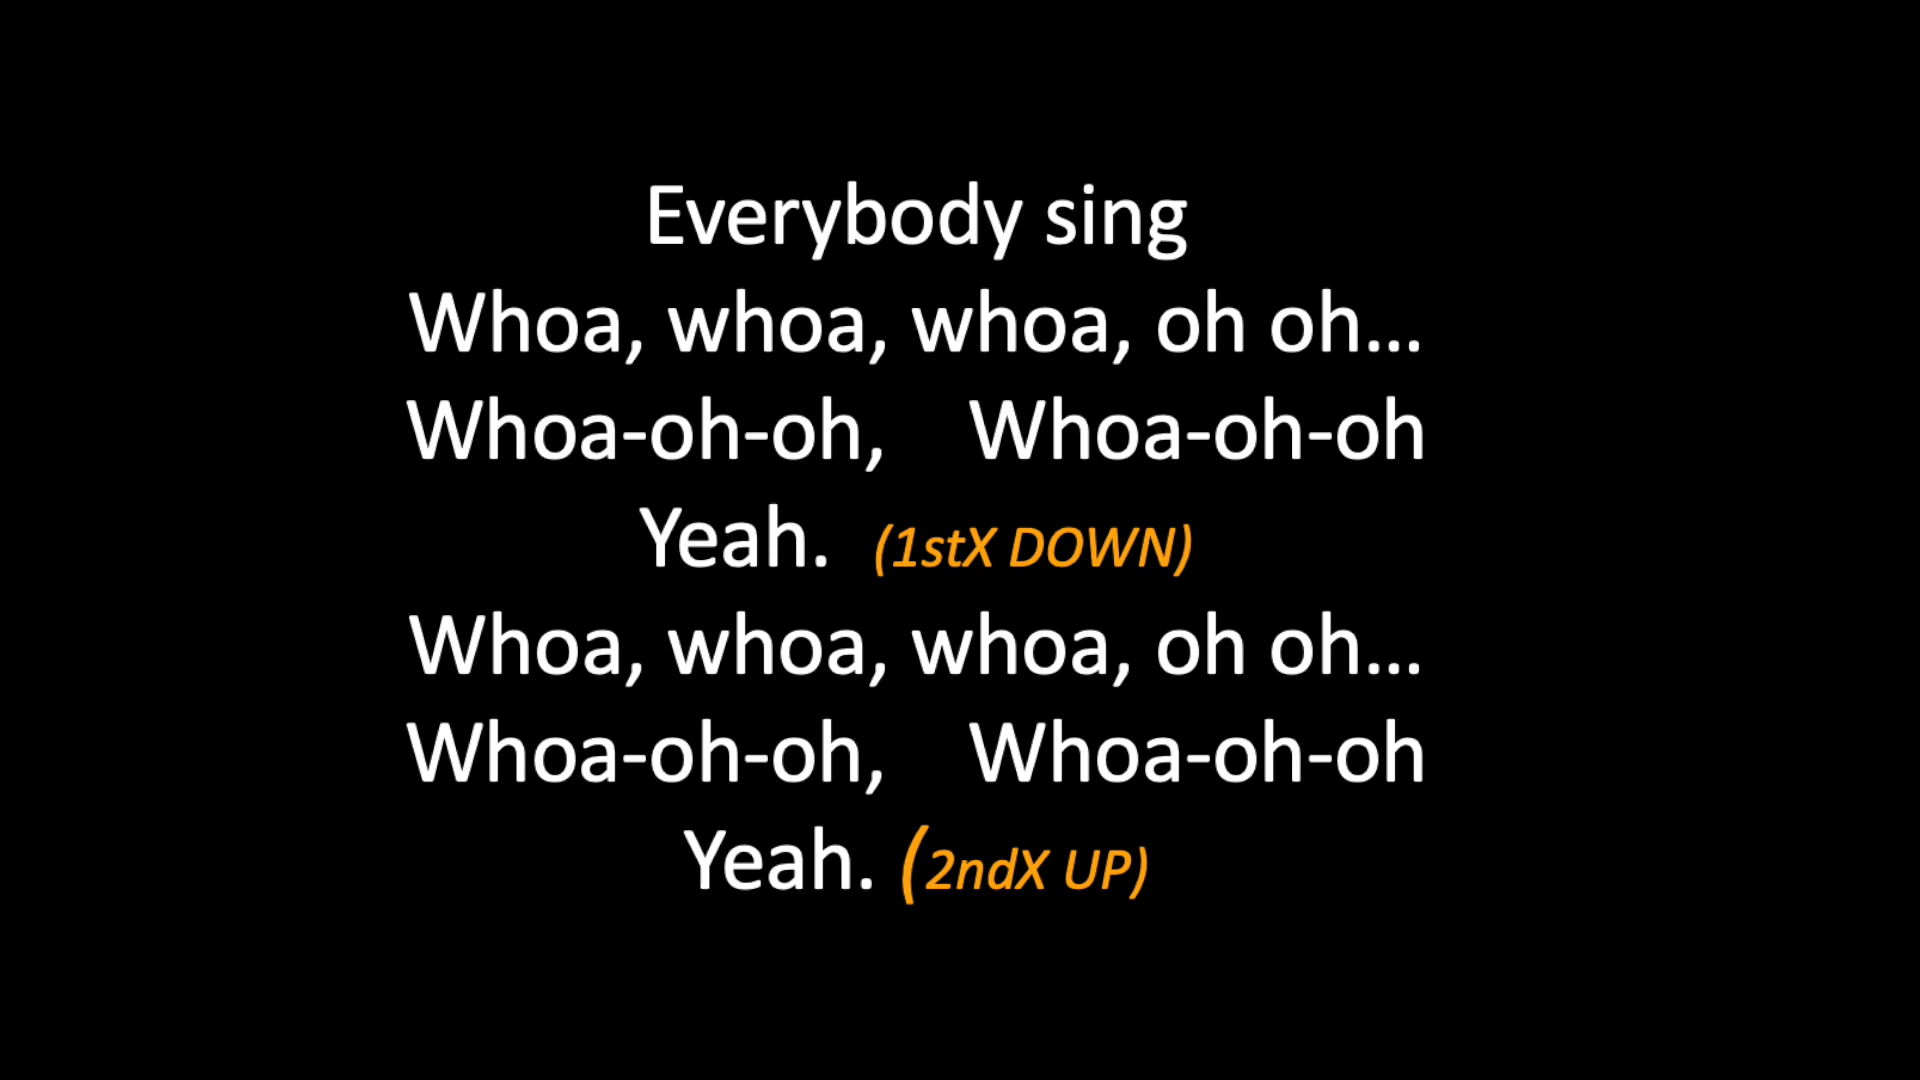 Everybody sing
Whoa, whoa, whoa, oh oh...
Whoa-oh-oh, Whoa-oh-oh
Yeah. (1stX DOWN)
Whoa, whoa, whoa, oh oh...
Whoa-oh-oh, Whoa-oh-oh
Yeah. (2ndX UP)